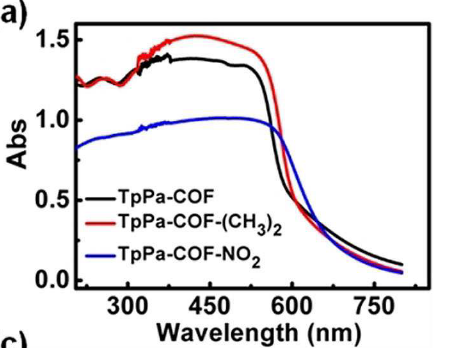 a)
1.5
1.0
0.5
0.0
Abs
TpPa-COF
TpPa-COF-(CH₃)₂
TpPa-COF-NO₂
300 450 600 750
Wavelength (nm)
c)